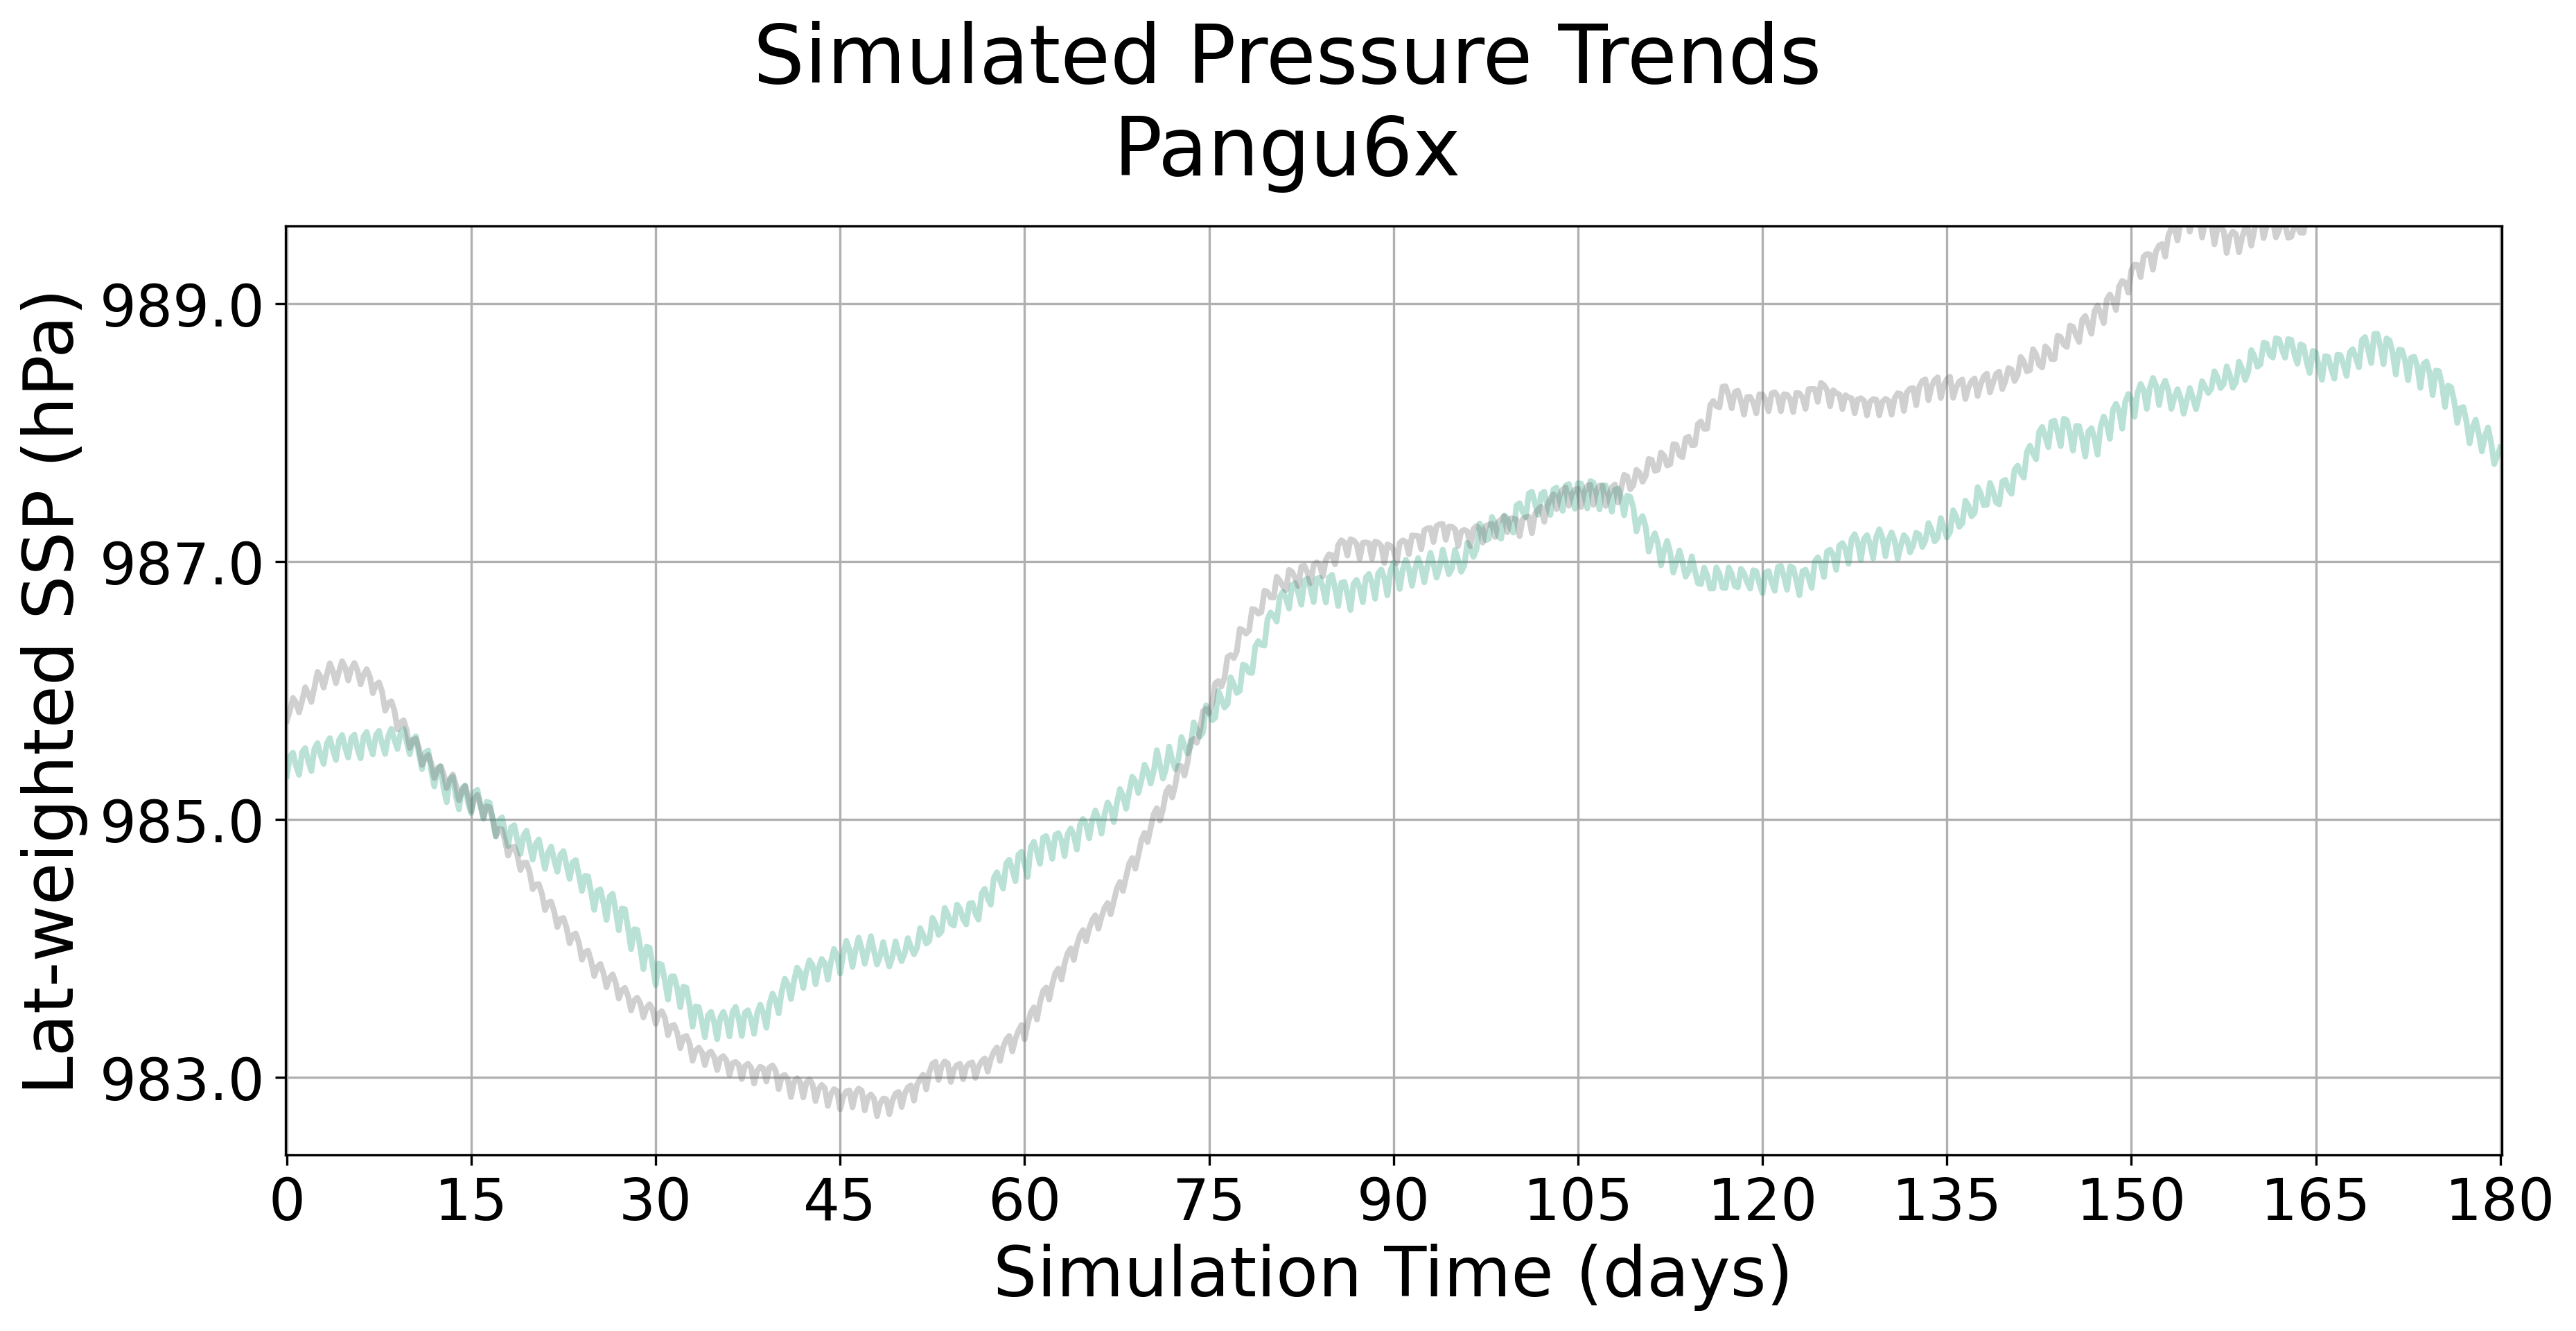 Simulated Pressure Trends
Pangu6x
Lat-weighted SSP (hPa)
989.0
987.0
985.0
983.0
0 15 30 45 60 75 90 105 120 135 150 165 180
Simulation Time (days)